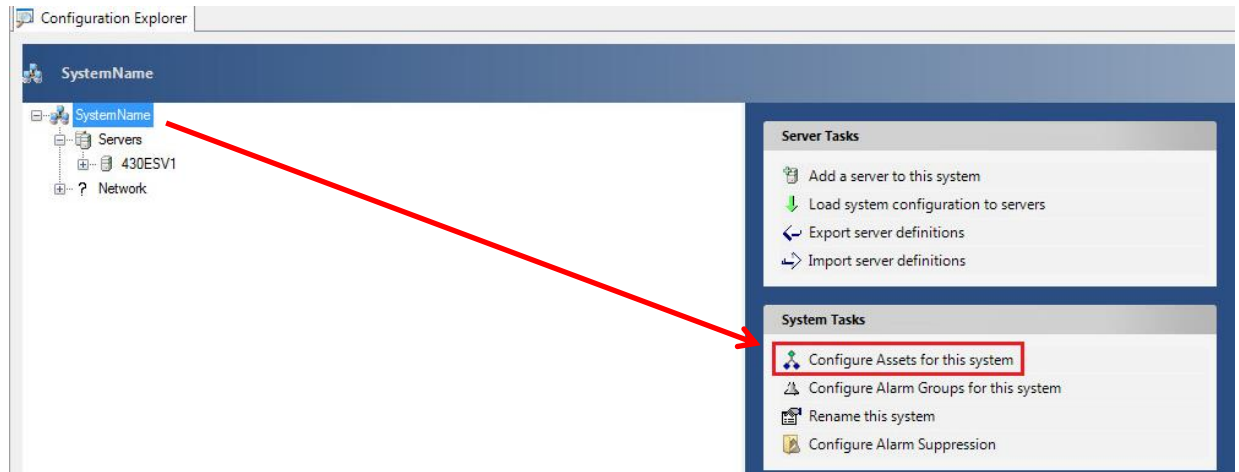 Configuration Explorer
SystemName
SystemName
Servers
430ESV1
? Network
Server Tasks
Add a server to this system
Load system configuration to servers
Export server definitions
Import server definitions
System Tasks
Configure Assets for this system
Configure Alarm Groups for this system
Rename this system
Configure Alarm Suppression